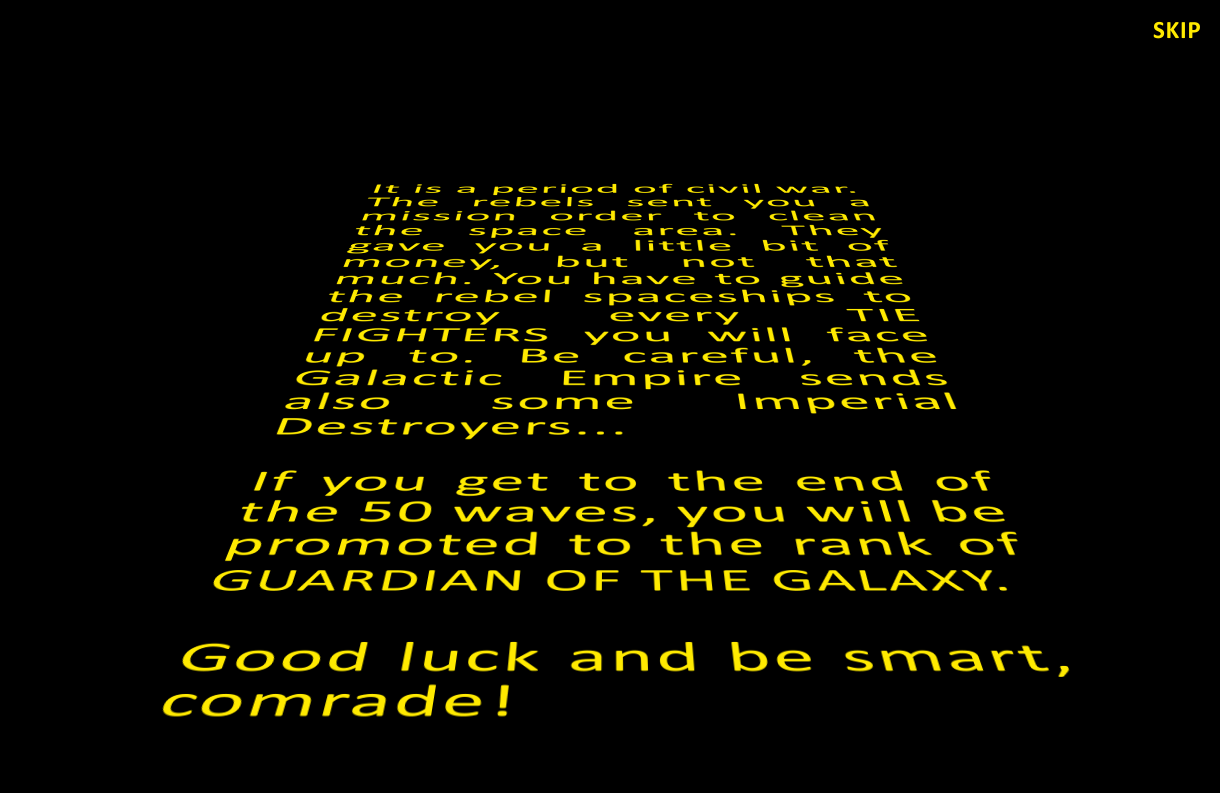 SKIP
It is a period of civil war.
The rebels sent you a
mission order to clean
the space area. They
gave you a little bit of
money, but not that
much. You have to guide
the rebel spaceships to
destroy every TIE
FIGHTERS you will face
up to. Be careful, the
Galactic Empire sends
also some Imperial
Destroyers...
If you get to the end of
the 50 waves, you will be
promoted to the rank of
GUARDIAN OF THE GALAXY.
Good luck and be smart,
comrade!